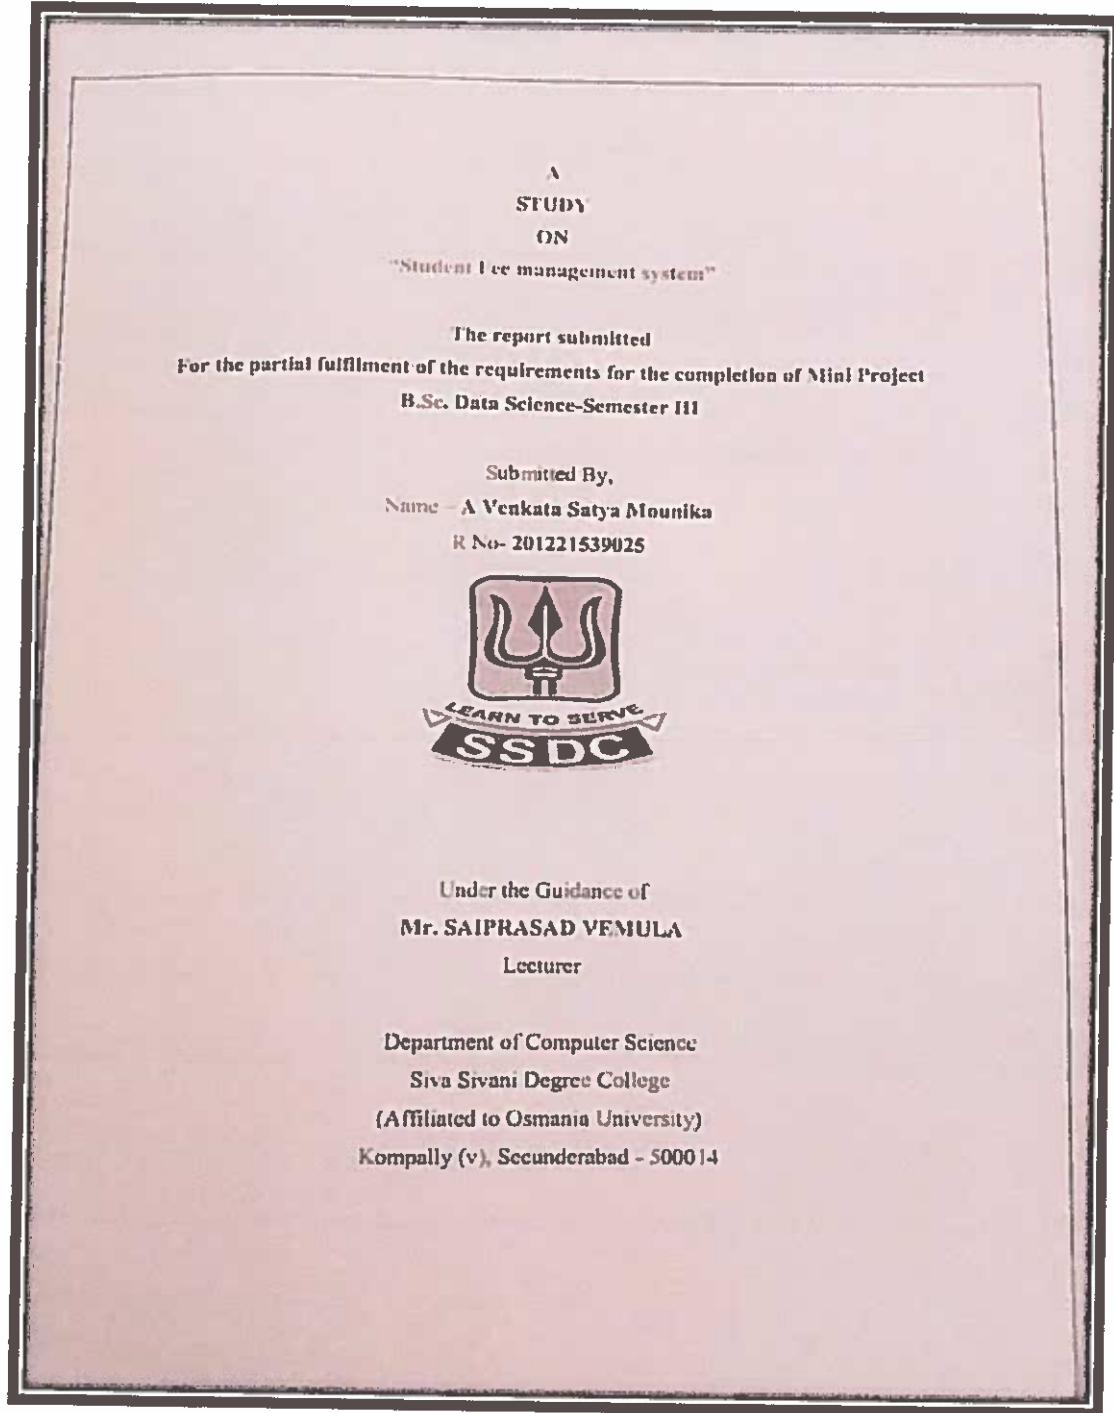 A
STUDY
ON
"Student Fee management system"
The report submitted
For the partial fulfilment of the requirements for the completion of Mini Project
B.Sc. Data Science-Semester III
Submitted By,
Name - A Venkata Satya Mounika
R No- 201221539025
LEARN TO SERVE
SSDC
Under the Guidance of
Mr. SAIPRASAD VEMULA
Lecturer
Department of Computer Science
Siva Sivani Degree College
(Affiliated to Osmania University)
Kompally (v), Secunderabad - 500014